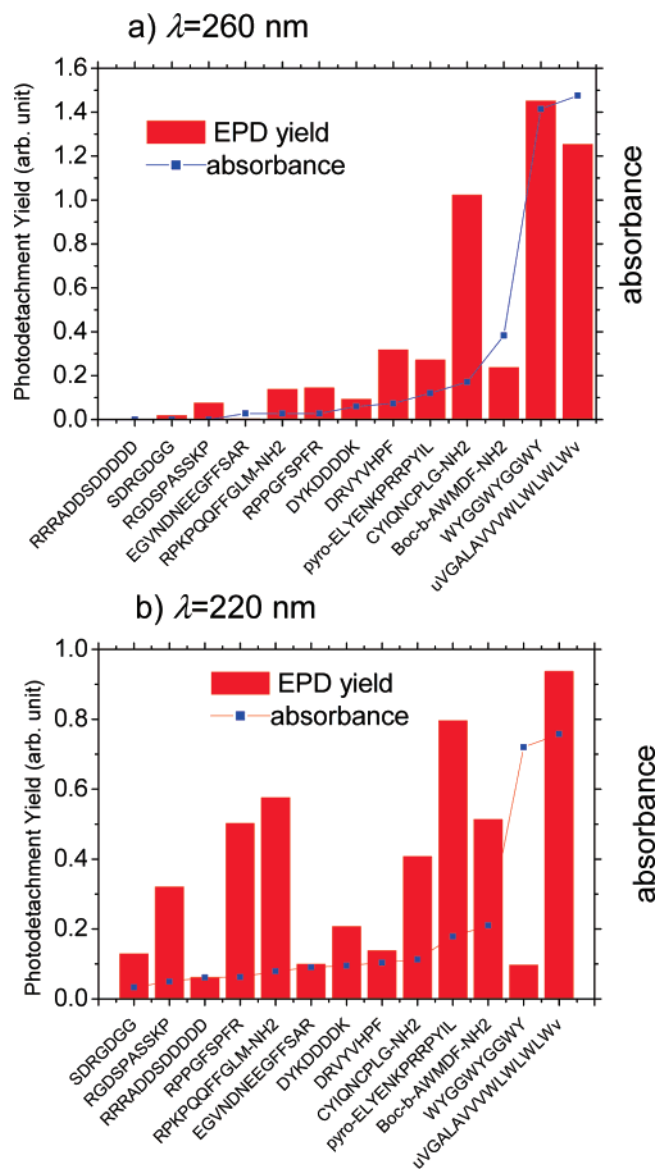 a) λ=260 nm
1.6
1.4
1.2
1.0
0.8
0.6
0.4
0.2
0.0
Photodetachment Yield (arb. unit)
EPD yield
absorbance
absorbance
RRRADDSDDDDD
SDRGDGG
RGDSPASSKP
EGVNDNEEGFFSAR
RPKPQQFFGLM-NH2
RPPGFSPFR
DYKDDDDK
DRVYVHPF
pyro-ELYENKPRRPYIL
CYIQNCPLG-NH2
Boc-b-AWMDF-NH2
WYGGWYGGWY
uVGALAVVVWLWLWLWv
b) λ=220 nm
1.0
0.8
0.6
0.4
0.2
0.0
Photodetachment Yield (arb. unit)
EPD yield
absorbance
absorbance
SDRGDGG
RGDSPASSKP
RRRADDSDDDDD
RPPGFSPFR
RPKPQQFFGLM-NH2
EGVNDNEEGFFSAR
DYKDDDDK
DRVYVHPF
CYIQNCPLG-NH2
pyro-ELYENKPRRPYIL
Boc-b-AWMDF-NH2
WYGGWYGGWY
uVGALAVVVWLWLWLWv